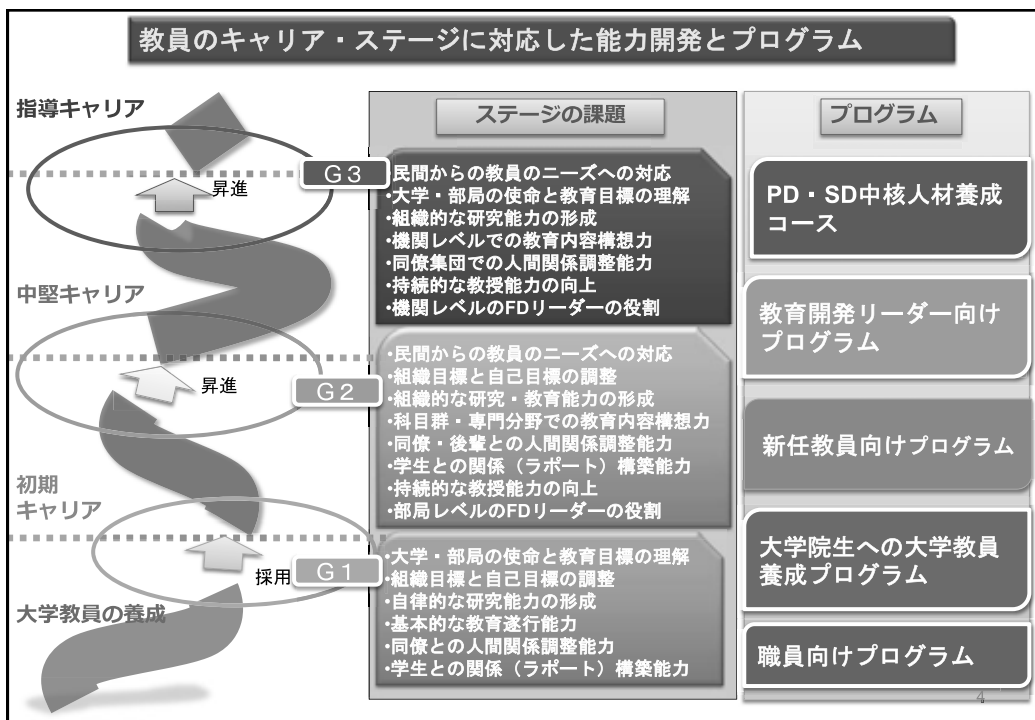 教員のキャリア・ステージに対応した能力開発とプログラム
指導キャリア
昇進
中堅キャリア
昇進
初期
キャリア
採用
大学教員の養成
ステージの課題
G3
•民間からの教員のニーズへの対応
•大学・部局の使命と教育目標の理解
•組織的な研究能力の形成
•機関レベルでの教育内容構想力
•同僚集団での人間関係調整能力
•持続的な教授能力の向上
•機関レベルのFDリーダーの役割
G2
•民間からの教員のニーズへの対応
•組織目標と自己目標の調整
•組織的な研究・教育能力の形成
•科目群・専門分野での教育内容構想力
•同僚・後輩との人間関係調整能力
•学生との関係（ラポート）構築能力
•持続的な教授能力の向上
•部局レベルのFDリーダーの役割
G1
•大学・部局の使命と教育目標の理解
•組織目標と自己目標の調整
•自律的な研究能力の形成
•基本的な教育遂行能力
•同僚との人間関係調整能力
•学生との関係（ラポート）構築能力
プログラム
PD・SD中核人材養成
コース
教育開発リーダー向け
プログラム
新任教員向けプログラム
大学院生への大学教員
養成プログラム
職員向けプログラム
4